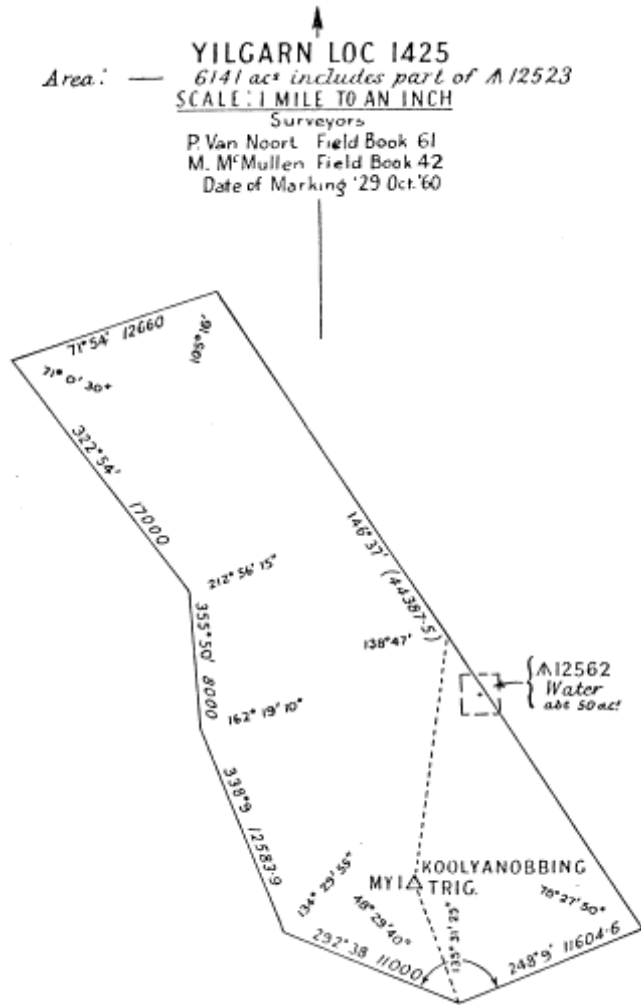 YILGARN LOC 1425
Area: — 6141 acs includes part of 12523
SCALE: 1 MILE TO AN INCH
Surveyors
P. Van Noort Field Book 61
M. McMullen Field Book 42
Date of Marking '29 Oct. '60
71°54' 12660
105°16'
71° 0' 30"
322°54' 17000
146°37' (44387·5)
212° 56' 15"
355°50' 8000
138°47'
12562
Water
abt 50 acs
162° 19' 10"
338°9 12583·9
KOOLYANOBBING
MY1 TRIG.
134° 29' 55"
48° 29' 40"
78° 27' 50"
292°38 11000
248°9' 11604·6